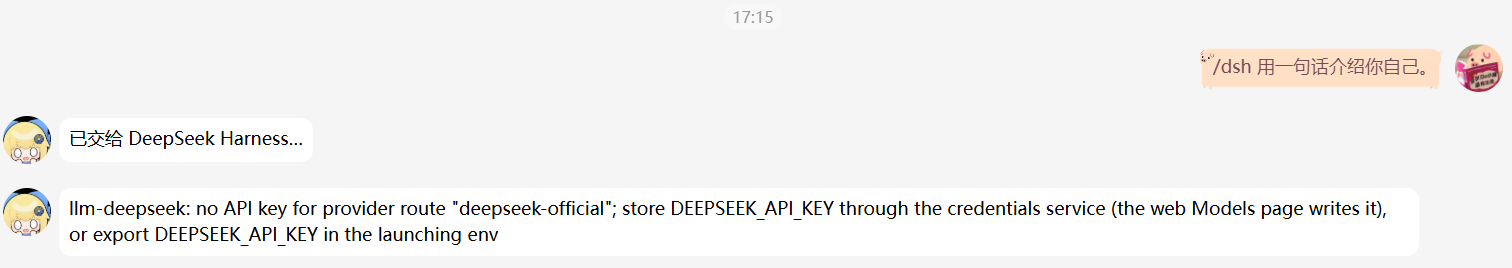 17:15
/dsh 用一句话介绍你自己。
已交给 DeepSeek Harness...
llm-deepseek: no API key for provider route "deepseek-official"; store DEEPSEEK_API_KEY through the credentials service (the web Models page writes it),
or export DEEPSEEK_API_KEY in the launching env